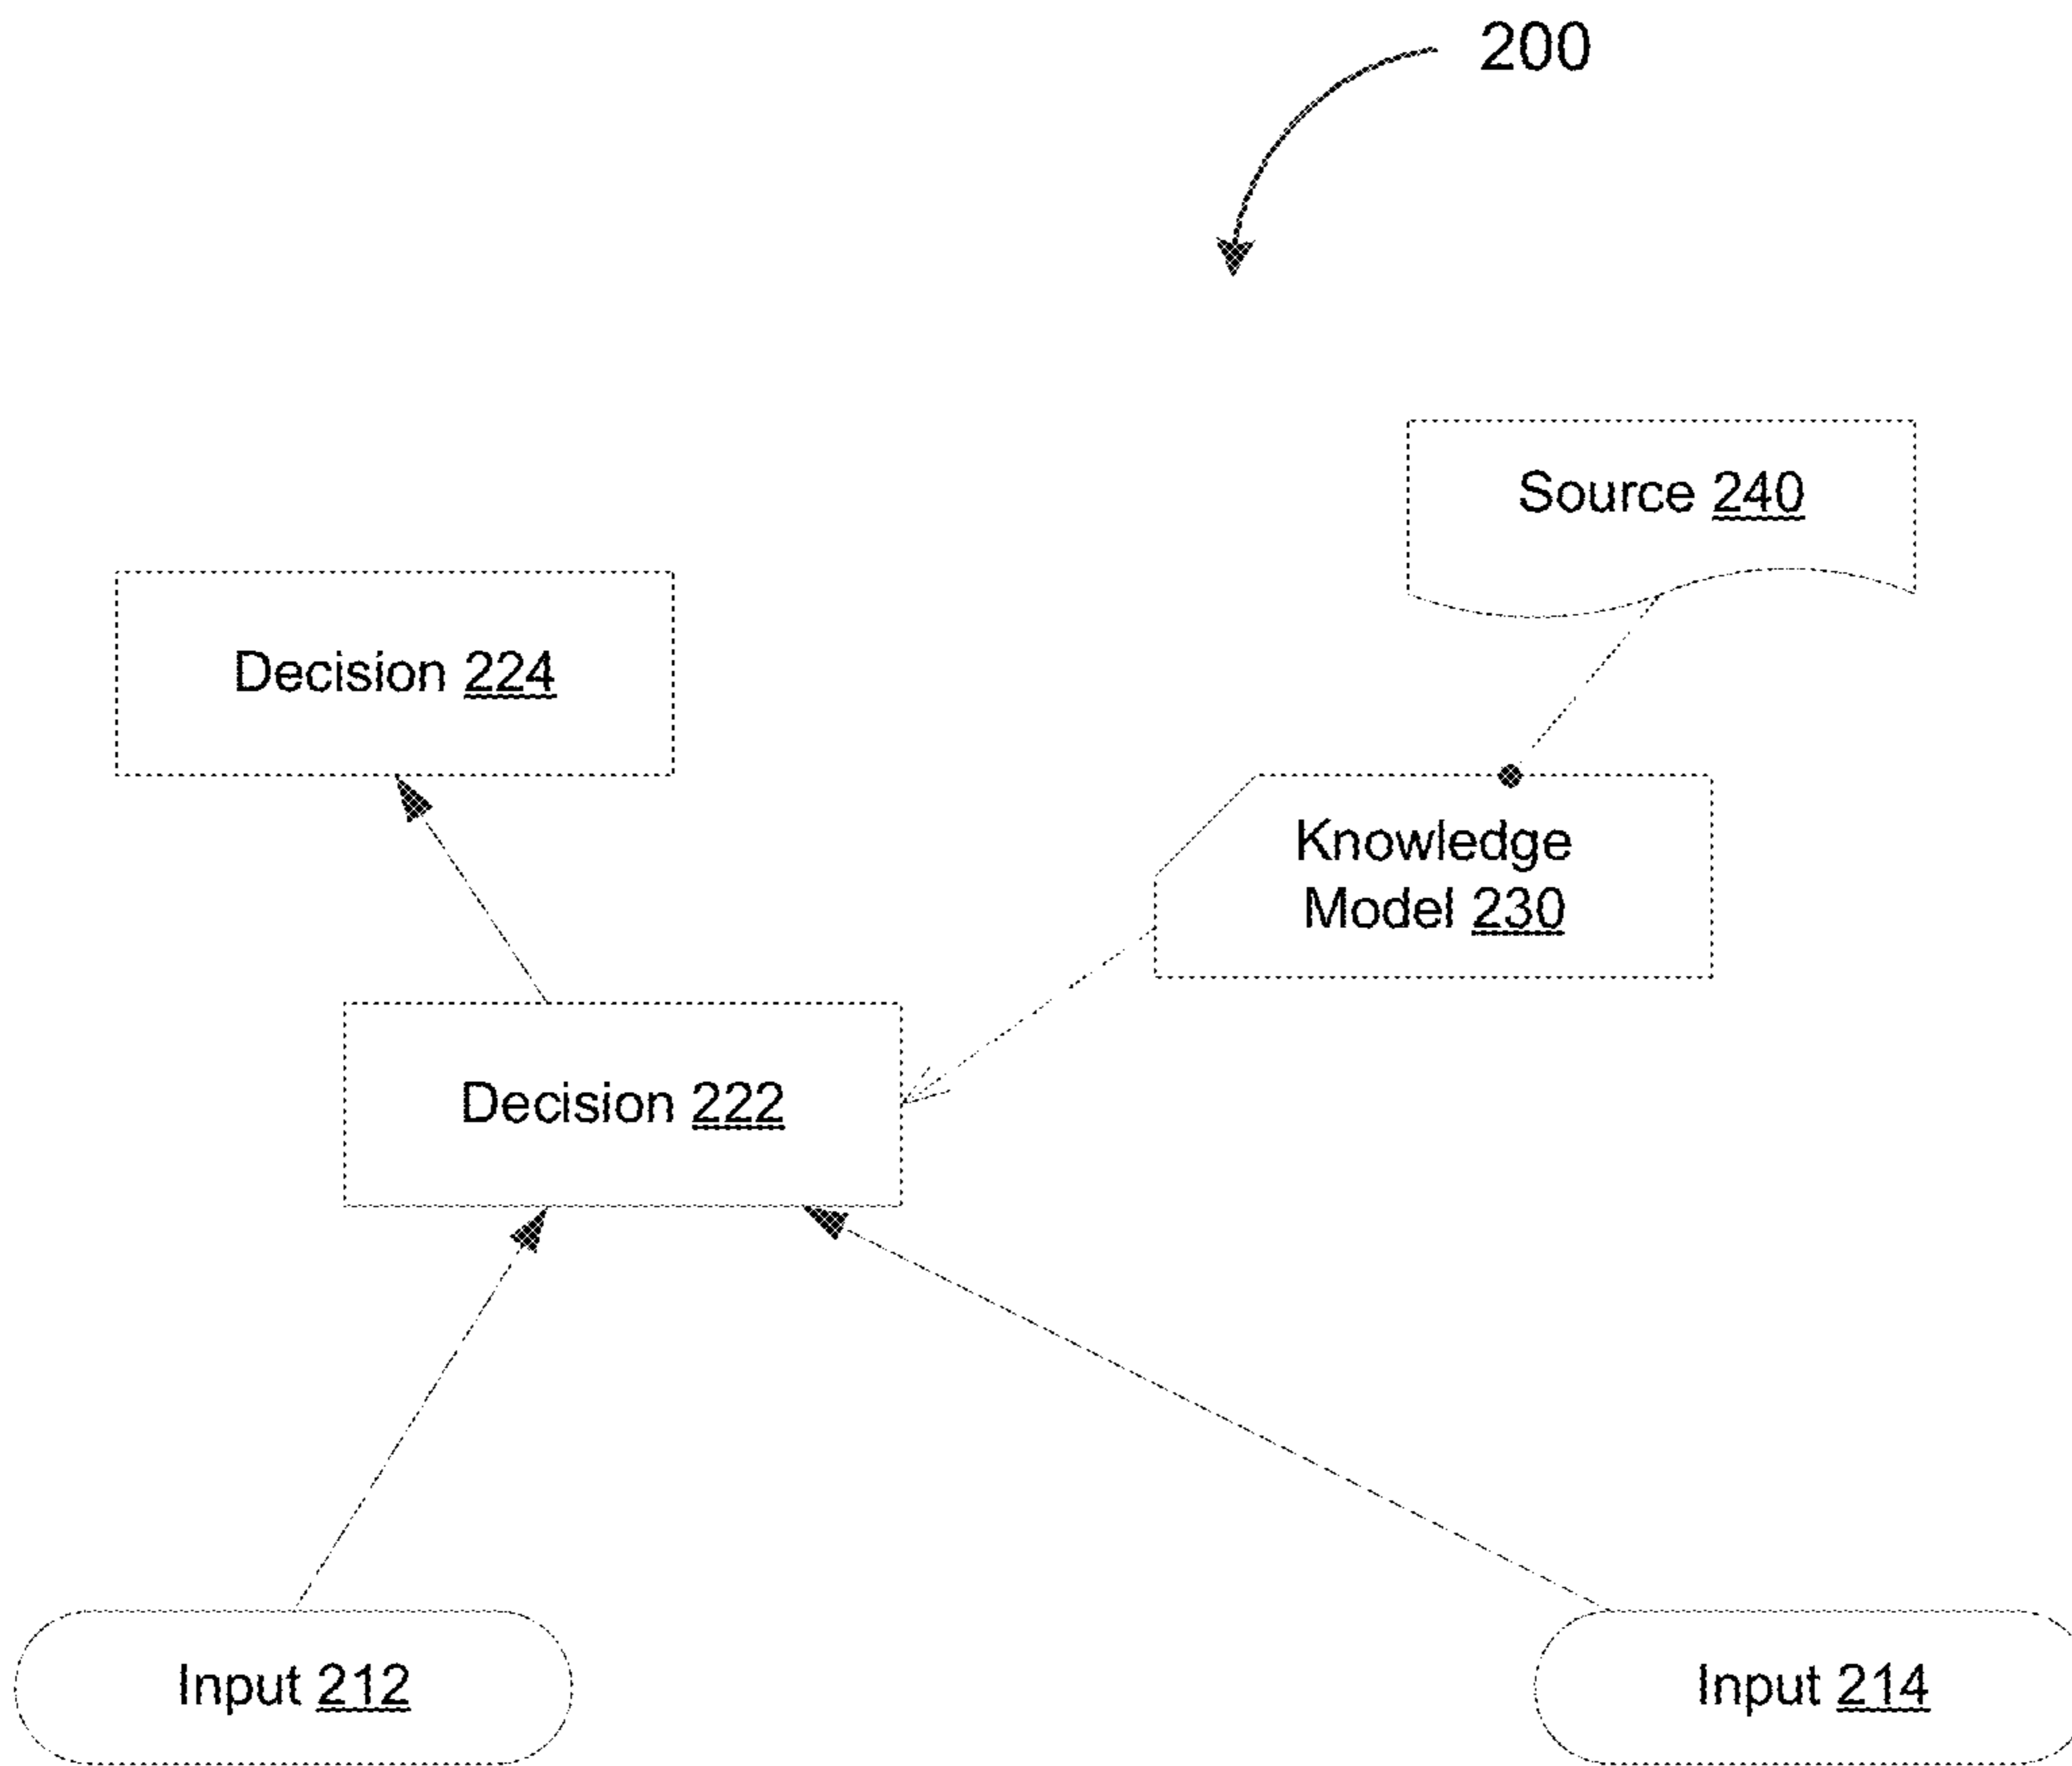 200
Source 240
Decision 224
Knowledge
Model 230
Decision 222
Input 212
Input 214